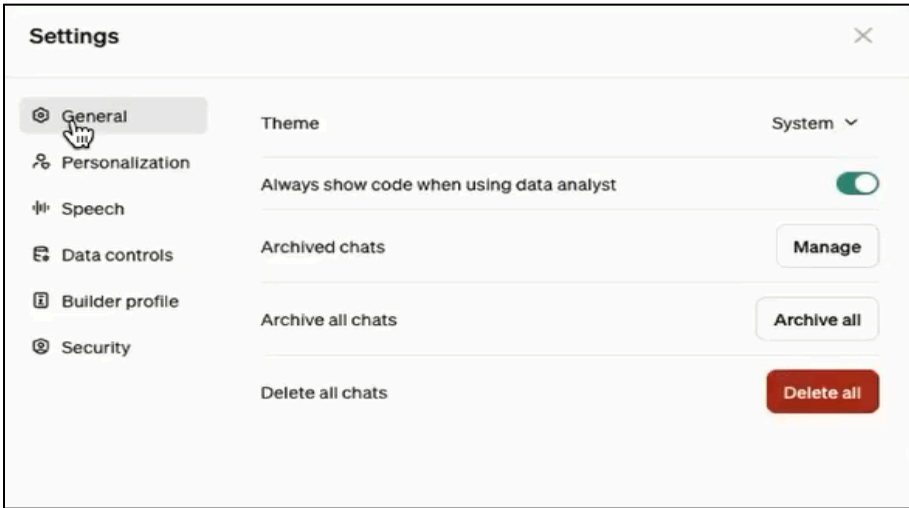 Settings
General
Personalization
Speech
Data controls
Builder profile
Security
Theme
System
Always show code when using data analyst
Archived chats
Manage
Archive all chats
Archive all
Delete all chats
Delete all